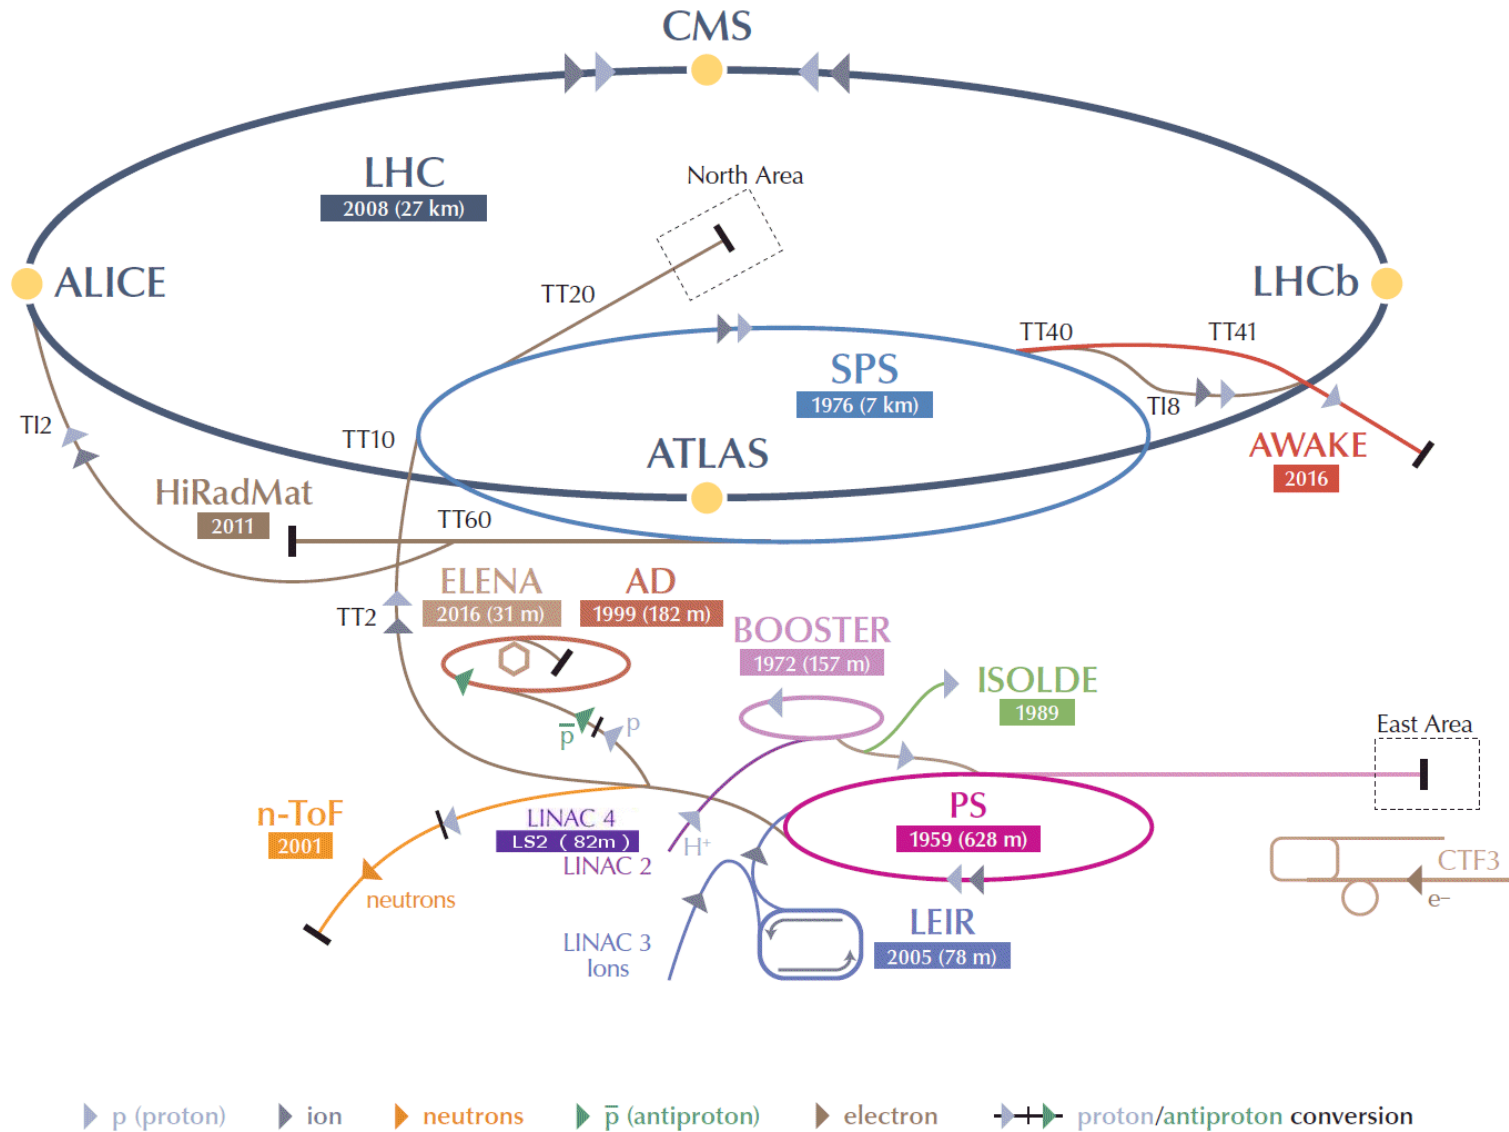 CMS
LHC
2008 (27 km)
North Area
ALICE
TT20
LHCb
TT40
TT41
SPS
1976 (7 km)
TI8
TI2
TT10
ATLAS
AWAKE
2016
HiRadMat
2011
TT60
ELENA
2016 (31 m)
AD
1999 (182 m)
TT2
BOOSTER
1972 (157 m)
ISOLDE
1989
p
p̅
East Area
n-ToF
2001
LINAC 4
LS2 ( 82m )
LINAC 2
H⁺
PS
1959 (628 m)
CTF3
e⁻
neutrons
LINAC 3
Ions
LEIR
2005 (78 m)
p (proton)
ion
neutrons
p̅ (antiproton)
electron
proton/antiproton conversion